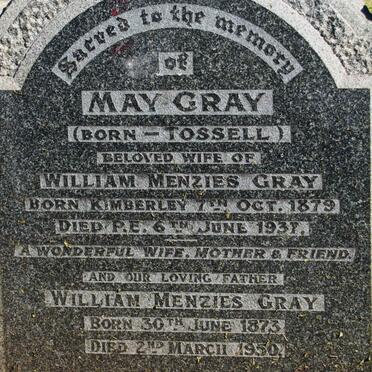 Sacred to the memory
of
MAY GRAY
(BORN – TOSSELL)
BELOVED WIFE OF
WILLIAM MENZIES GRAY
BORN KIMBERLEY 7TH OCT. 1879
DIED P.E. 6TH JUNE 1937.
A WONDERFUL WIFE, MOTHER & FRIEND.
AND OUR LOVING FATHER
WILLIAM MENZIES GRAY
BORN 30TH JUNE 1873
DIED 2ND MARCH 1950.